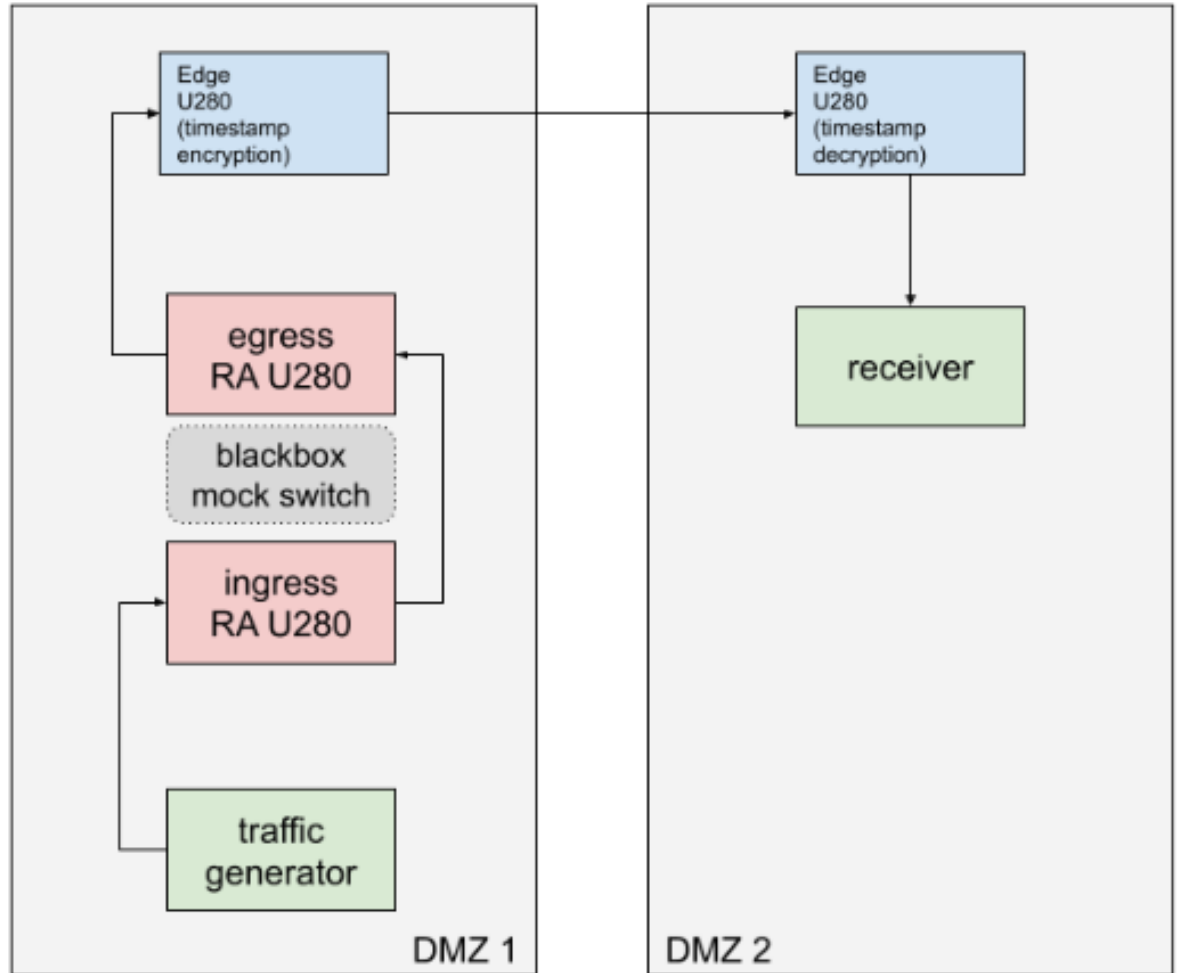 Edge
U280
(timestamp
encryption)
Edge
U280
(timestamp
decryption)
egress
RA U280
receiver
blackbox
mock switch
ingress
RA U280
traffic
generator
DMZ 1
DMZ 2